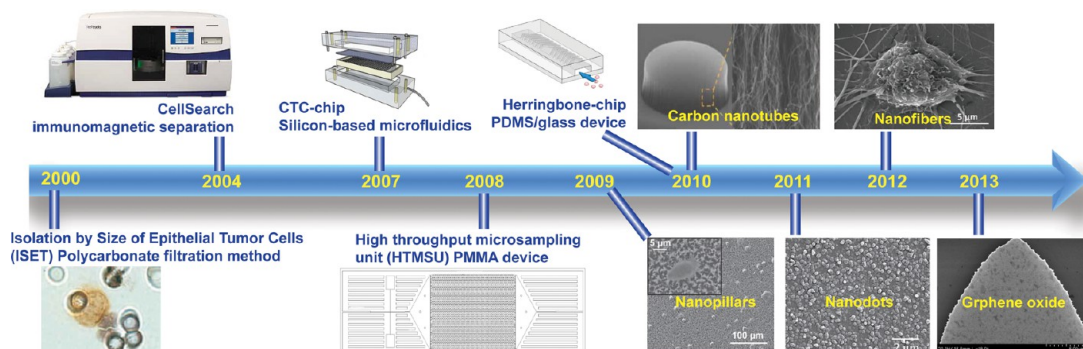 CellSearch
immunomagnetic separation
CTC-chip
Silicon-based microfluidics
Herringbone-chip
PDMS/glass device
Carbon nanotubes
Nanofibers
5 µm
2000
2004
2007
2008
2009
2010
2011
2012
2013
Isolation by Size of Epithelial Tumor Cells
(ISET) Polycarbonate filtration method
High throughput microsampling
unit (HTMSU) PMMA device
5 µm
Nanopillars
100 µm
Nanodots
2 µm
Grphene oxide